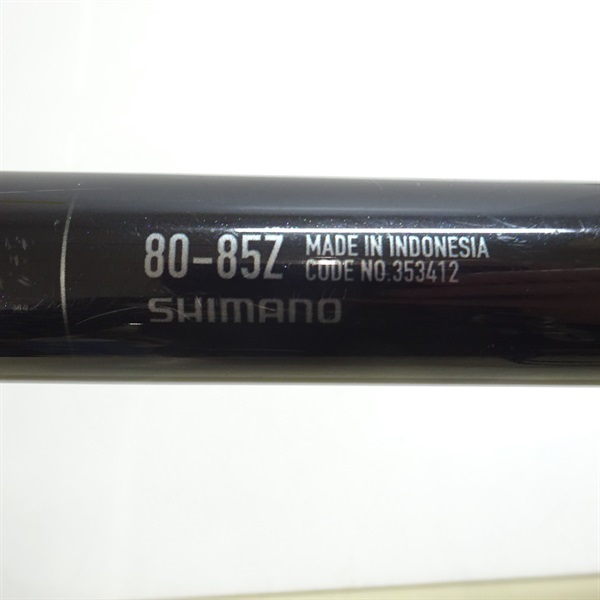 80-85Z MADE IN INDONESIA
CODE NO.353412
SHIMANO